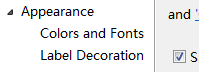 Appearance
Colors and Fonts
Label Decoration
and '
S